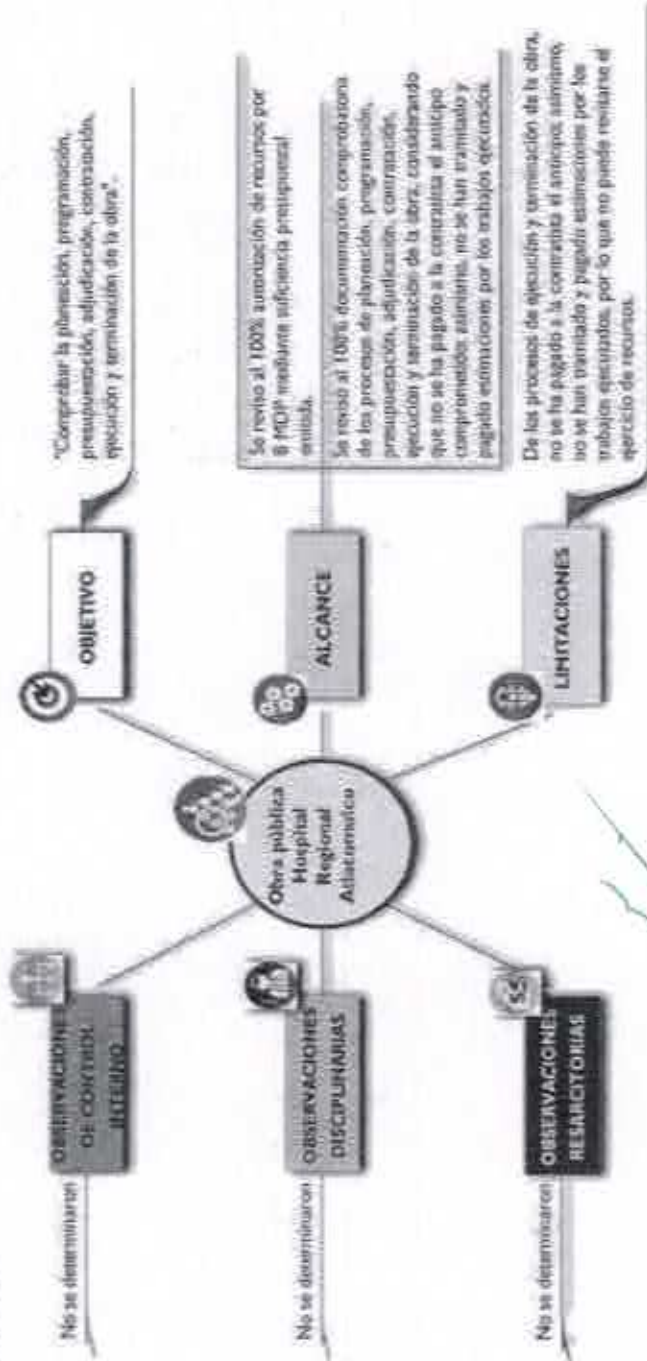 Obra pública
Hospital
Regional
Atlacomulco
OBJETIVO
"Comprobar la planeación, programación,
presupuestación, adjudicación, contratación,
ejecución y terminación de la obra".
ALCANCE
Se reviso al 100% autorización de recursos por
8 MDP mediante suficiencia presupuestal
emitida.
Se revisó al 100% documentación comprobatoria
de los procesos de planeación, programación,
presupuestación, adjudicación, contratación,
ejecución y terminación de la obra, considerando
que no se ha pagado a la contratista el anticipo
comprometido; asimismo, no se han tramitado y
pagado estimaciones por los trabajos ejecutados.
LIMITACIONES
De los procesos de ejecución y terminación de la obra,
no se ha pagado a la contratista el anticipo; asimismo,
no se han tramitado y pagado estimaciones por los
trabajos ejecutados, por lo que no puede revisarse el
ejercicio de recursos.
OBSERVACIONES
DE CONTROL
INTERNO
No se determinaron
OBSERVACIONES
DISCIPLINARIAS
No se determinaron
OBSERVACIONES
RESARCITORIAS
No se determinaron